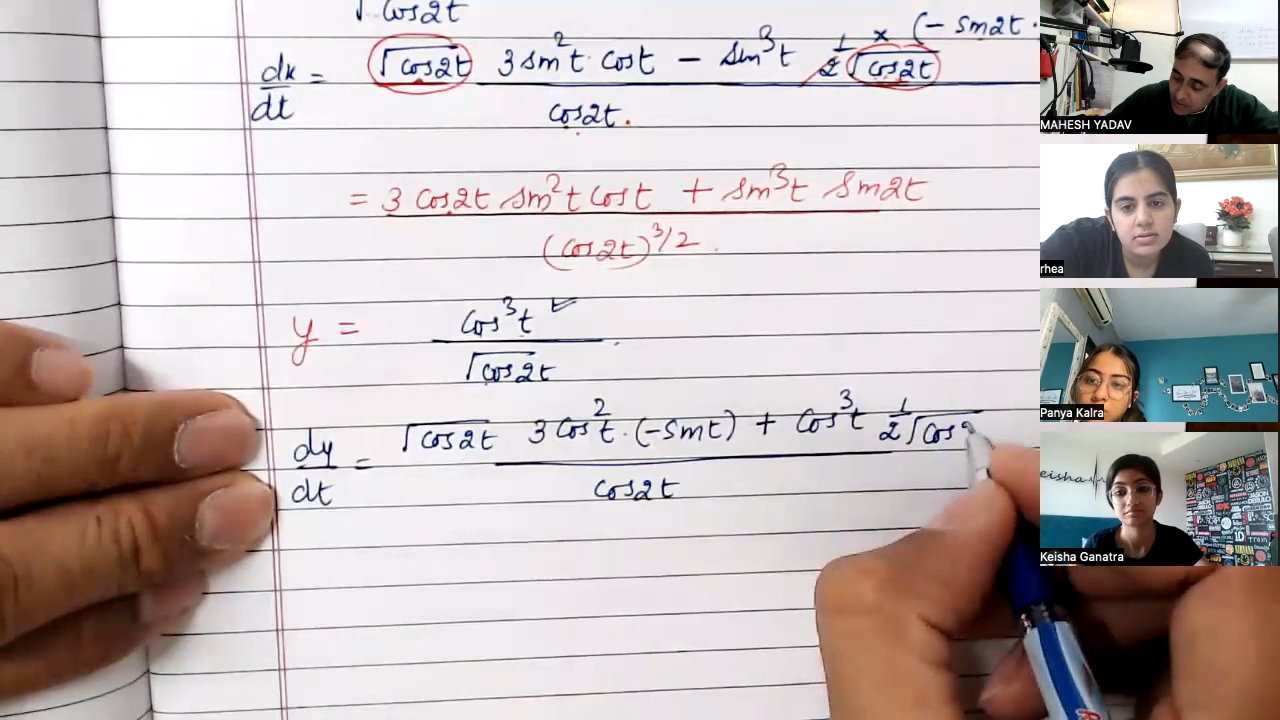 √cos2t
dx/dt = √cos2t 3sin²t cost − sin³t 1/2√cos2t × (−sin2t ·
cos2t.
= 3 cos2t sin²t cost + sin³t sin2t
(cos2t)^3/2 .
y = cos³t
√cos2t
dy/dt = √cos2t 3cos²t · (−sint) + cos³t 1/2√cos
cos2t
MAHESH YADAV
rhea
Panya Kalra
Keisha Ganatra